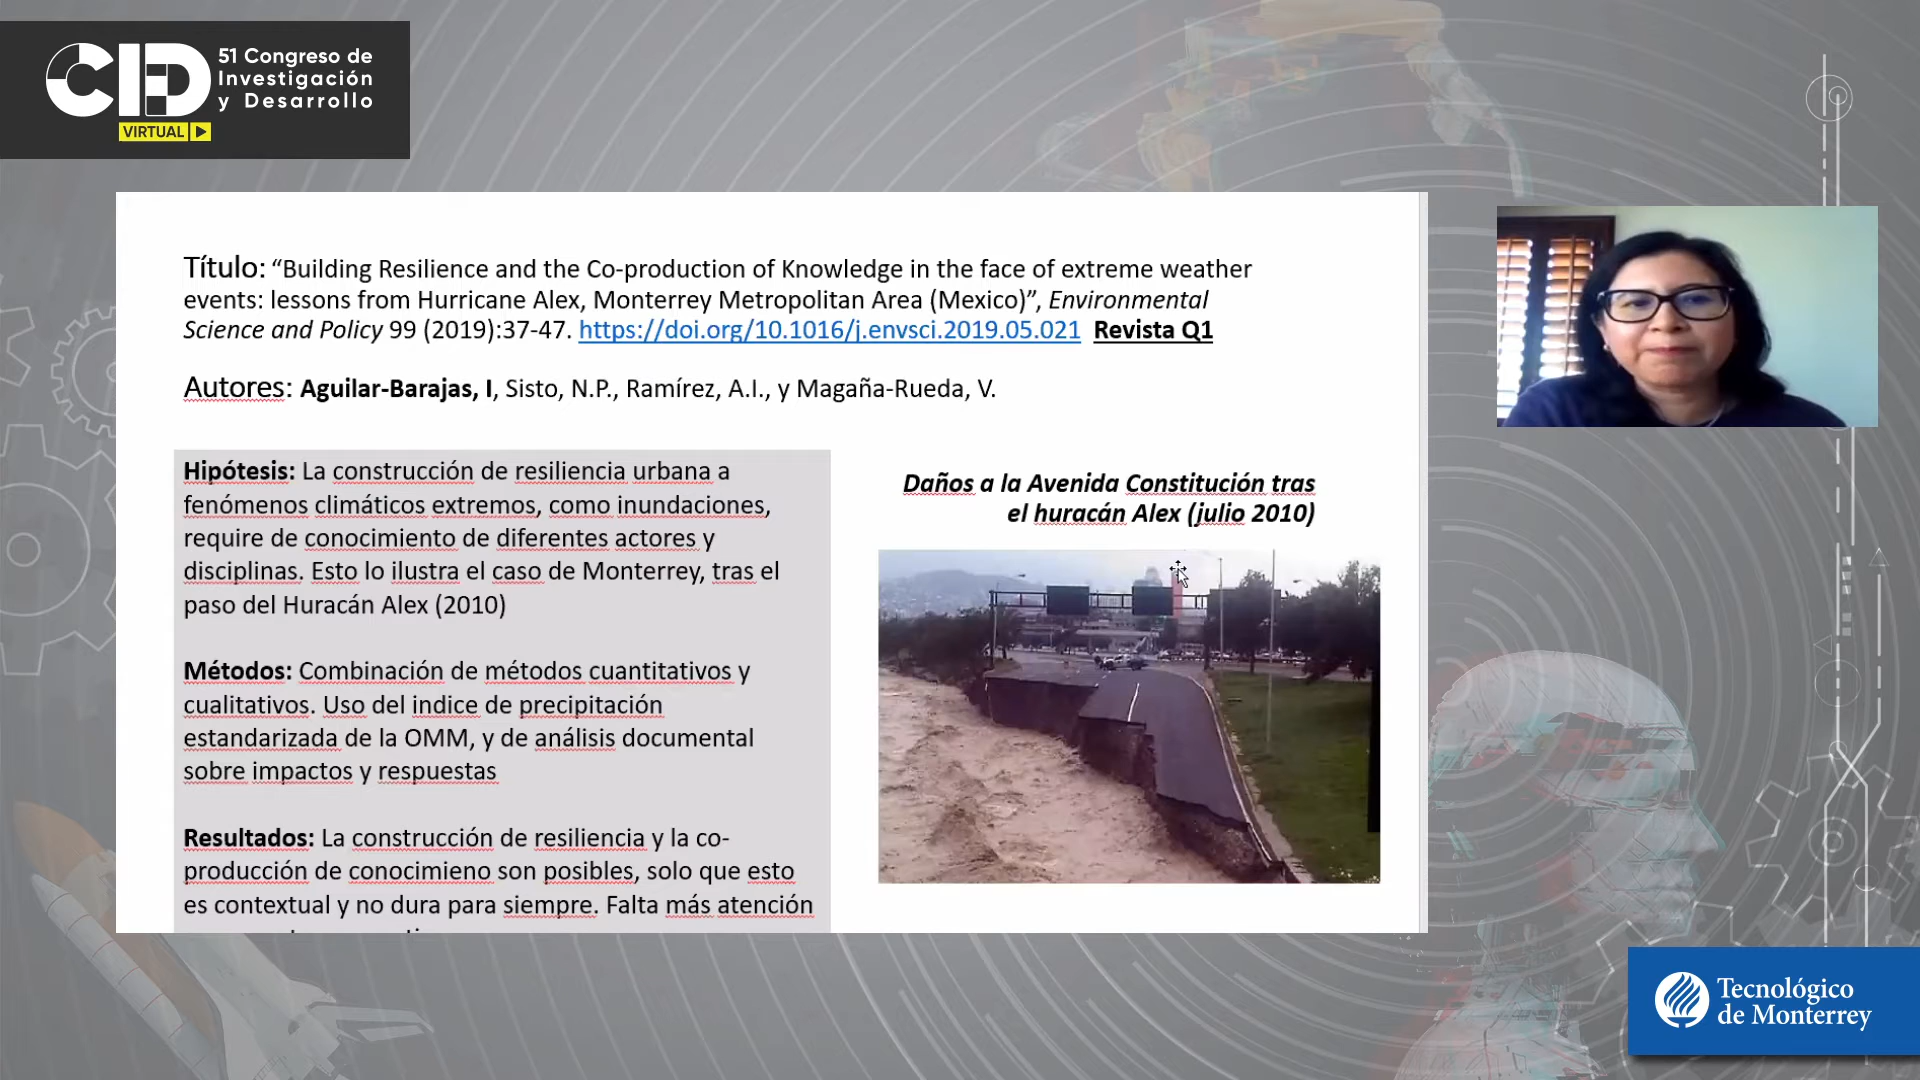 CID
51 Congreso de
Investigación
y Desarrollo
VIRTUAL
Título: “Building Resilience and the Co-production of Knowledge in the face of extreme weather
events: lessons from Hurricane Alex, Monterrey Metropolitan Area (Mexico)”, Environmental
Science and Policy 99 (2019):37-47. https://doi.org/10.1016/j.envsci.2019.05.021 Revista Q1
Autores: Aguilar-Barajas, I, Sisto, N.P., Ramírez, A.I., y Magaña-Rueda, V.
Hipótesis: La construcción de resiliencia urbana a
fenómenos climáticos extremos, como inundaciones,
require de conocimiento de diferentes actores y
disciplinas. Esto lo ilustra el caso de Monterrey, tras el
paso del Huracán Alex (2010)
Métodos: Combinación de métodos cuantitativos y
cualitativos. Uso del indice de precipitación
estandarizada de la OMM, y de análisis documental
sobre impactos y respuestas
Resultados: La construcción de resiliencia y la co-
producción de conocimieno son posibles, solo que esto
es contextual y no dura para siempre. Falta más atención
Daños a la Avenida Constitución tras
el huracán Alex (julio 2010)
Tecnológico
de Monterrey